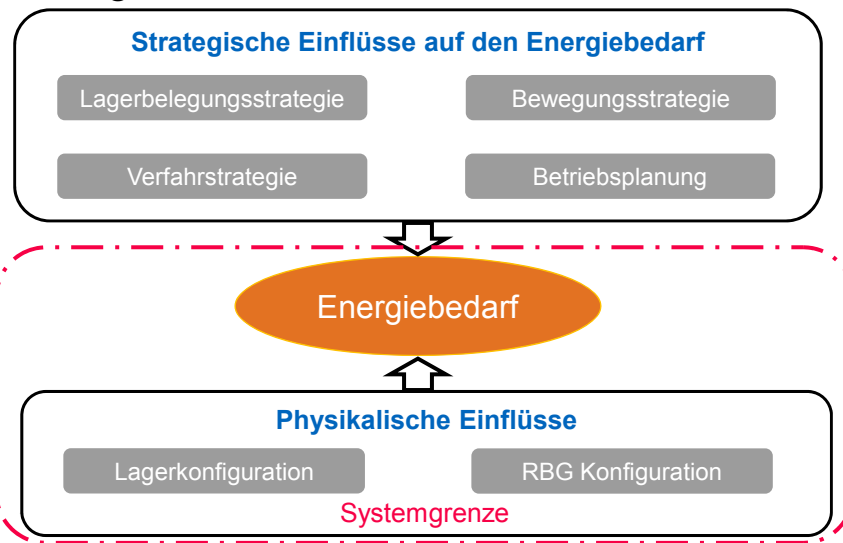 Strategische Einflüsse auf den Energiebedarf
Lagerbelegungsstrategie
Bewegungsstrategie
Verfahrstrategie
Betriebsplanung
Energiebedarf
Physikalische Einflüsse
Lagerkonfiguration
RBG Konfiguration
Systemgrenze